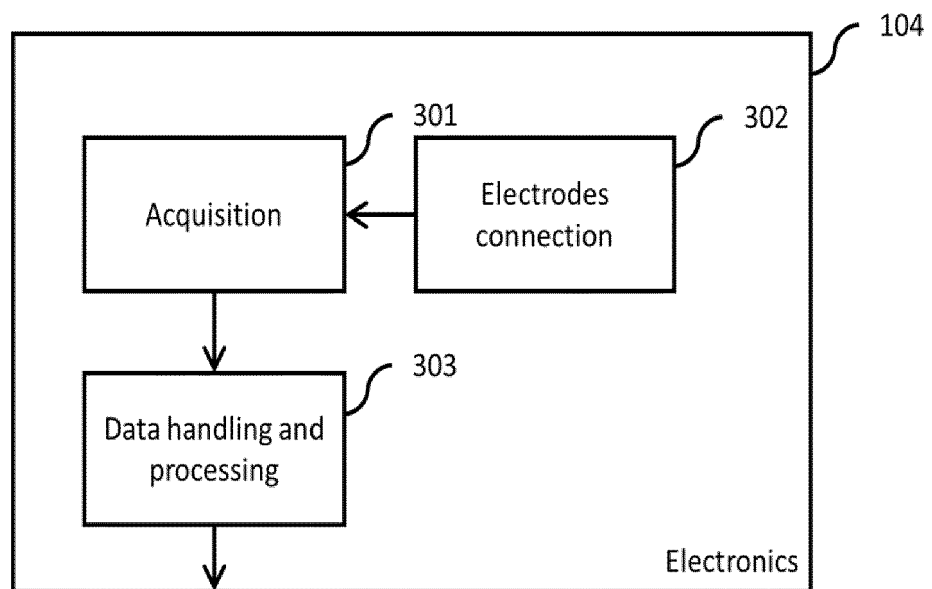 104
301
302
Acquisition
Electrodes
connection
303
Data handling and
processing
Electronics